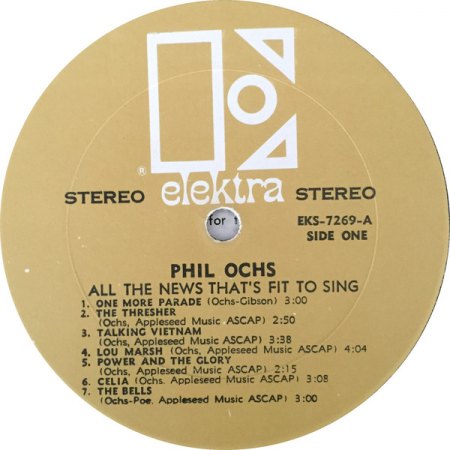 ®
elektra
STEREO STEREO
for
EKS-7269-A
SIDE ONE
PHIL OCHS
ALL THE NEWS THAT'S FIT TO SING
1. ONE MORE PARADE (Ochs-Gibson) 3:00
2. THE THRESHER
(Ochs, Appleseed Music ASCAP) 2:50
3. TALKING VIETNAM
(Ochs, Appleseed Music ASCAP) 3:38
4. LOU MARSH (Ochs, Appleseed Music ASCAP) 4:04
5. POWER AND THE GLORY
(Ochs, Appleseed Music ASCAP) 2:15
6. CELIA (Ochs. Appleseed Music ASCAP) 3:08
7. THE BELLS
(Ochs-Poe. Appleseed Music ASCAP) 3:00